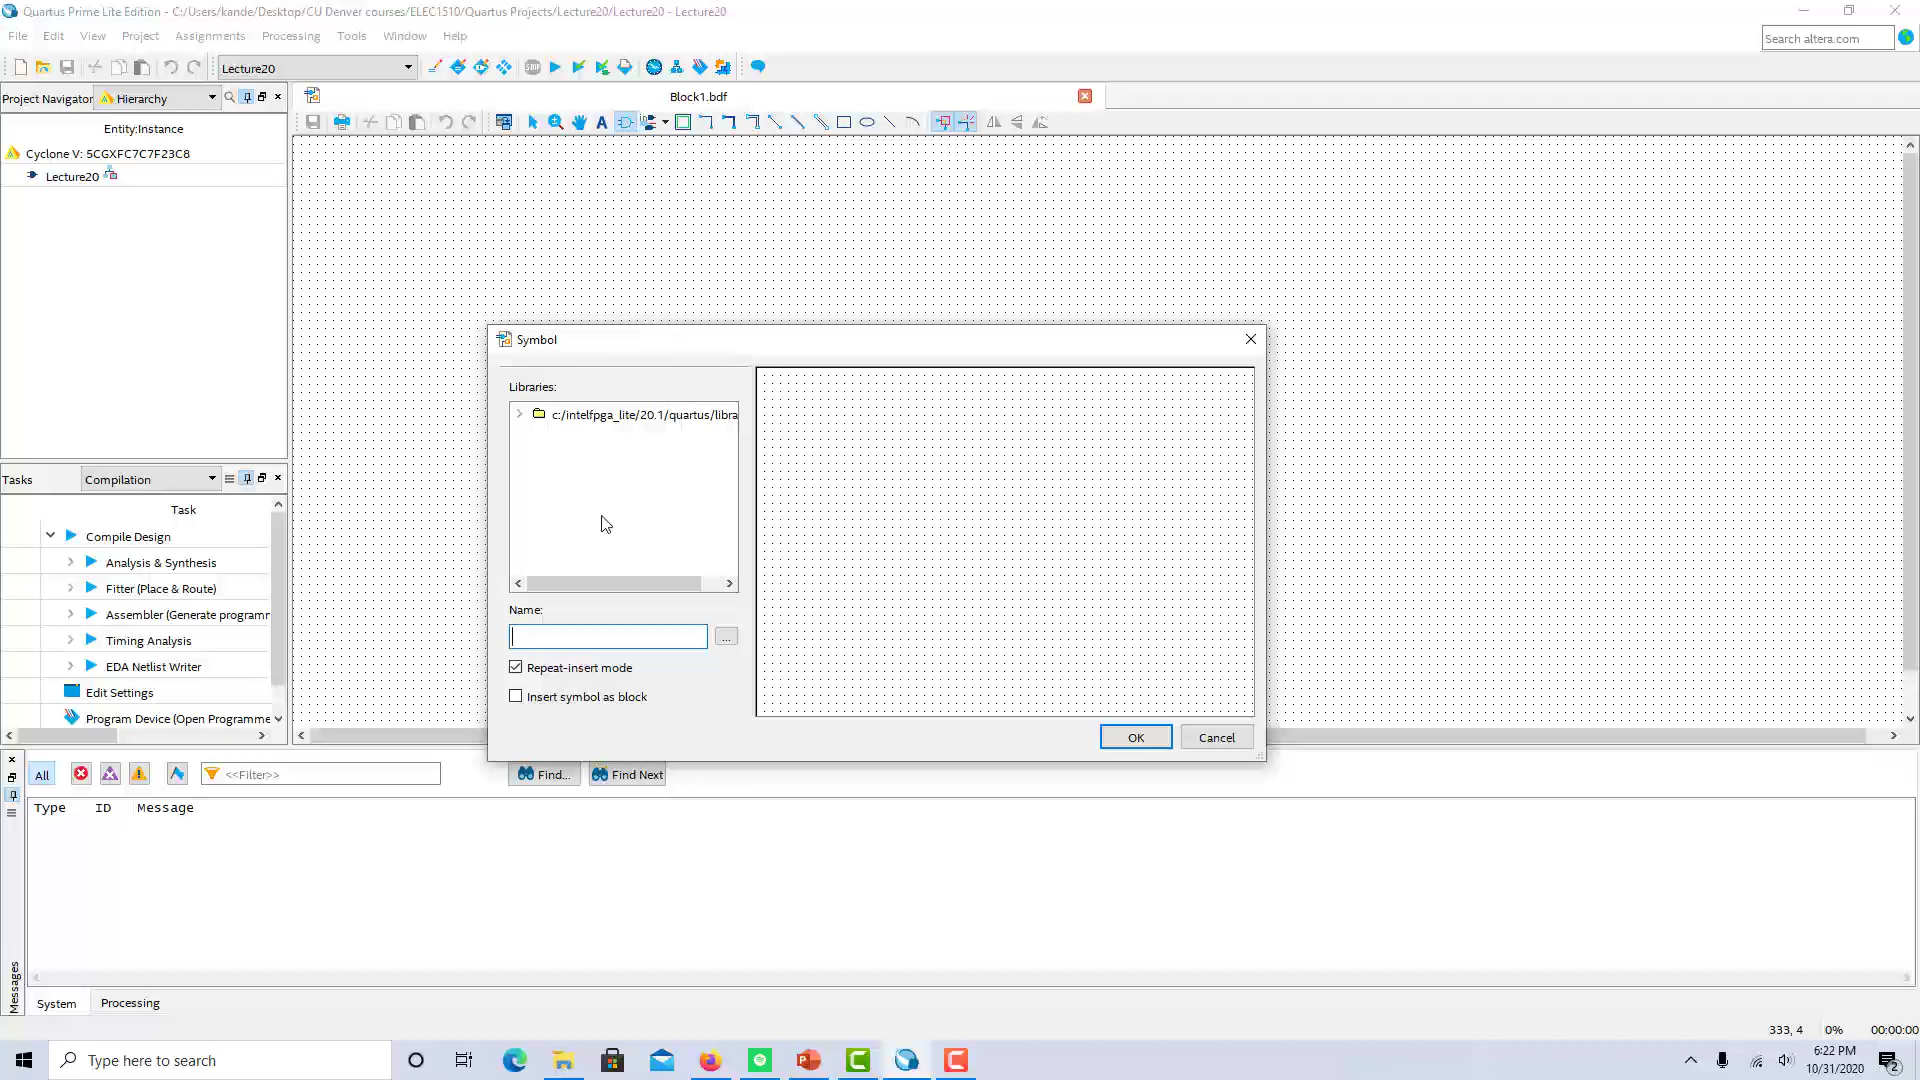 Quartus Prime Lite Edition - C:/Users/kande/Desktop/CU Denver courses/ELEC1510/Quartus Projects/Lecture20/Lecture20 - Lecture20
File Edit View Project Assignments Processing Tools Window Help
Search altera.com
Lecture20
STOP
Project Navigator Hierarchy
Block1.bdf
Entity:Instance
Cyclone V: 5CGXFC7C7F23C8
Lecture20
Symbol
Libraries:
c:/intelfpga_lite/20.1/quartus/libra
Name:
...
Repeat-insert mode
Insert symbol as block
OK Cancel
Tasks Compilation
Task
Compile Design
Analysis & Synthesis
Fitter (Place & Route)
Assembler (Generate programm
Timing Analysis
EDA Netlist Writer
Edit Settings
Program Device (Open Programme
All <<Filter>> Find... Find Next
Type ID Message
Messages
System Processing
333, 4 0% 00:00:00
Type here to search
6:22 PM
10/31/2020
2